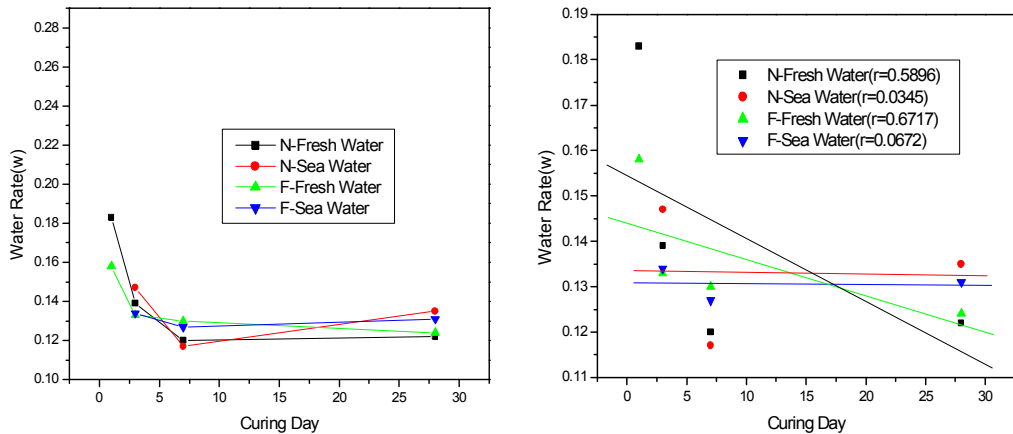 0.28
0.26
0.24
0.22
0.20
0.18
0.16
0.14
0.12
0.10
Water Rate(w)
N-Fresh Water
N-Sea Water
F-Fresh Water
F-Sea Water
0 5 10 15 20 25 30
Curing Day
0.19
0.18
0.17
0.16
0.15
0.14
0.13
0.12
0.11
Water Rate(w)
N-Fresh Water(r=0.5896)
N-Sea Water(r=0.0345)
F-Fresh Water(r=0.6717)
F-Sea Water(r=0.0672)
0 5 10 15 20 25 30
Curing Day